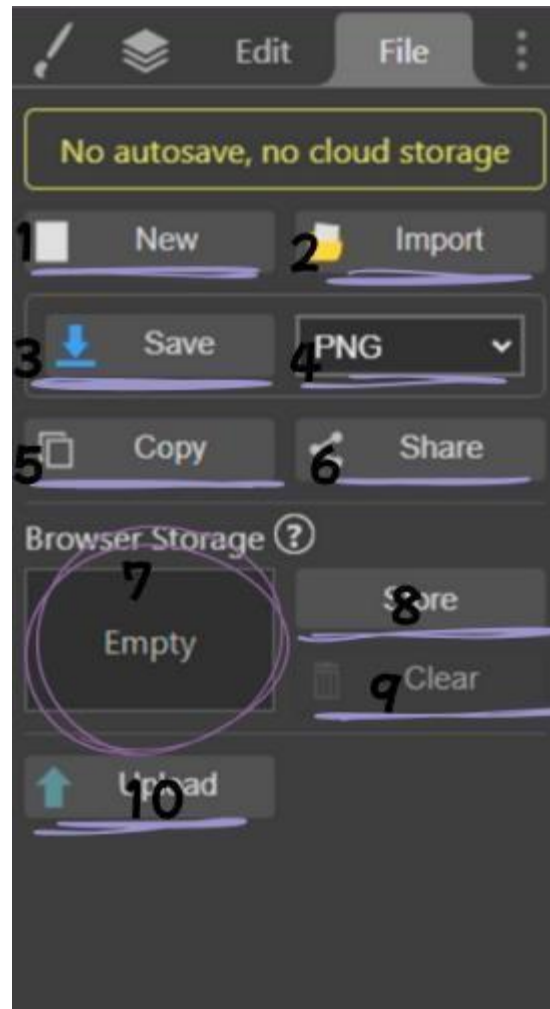 Edit File
No autosave, no cloud storage
1 New 2 Import
3 Save 4 PNG
5 Copy 6 Share
Browser Storage ?
7
Empty
8 Store
9 Clear
10 Upload